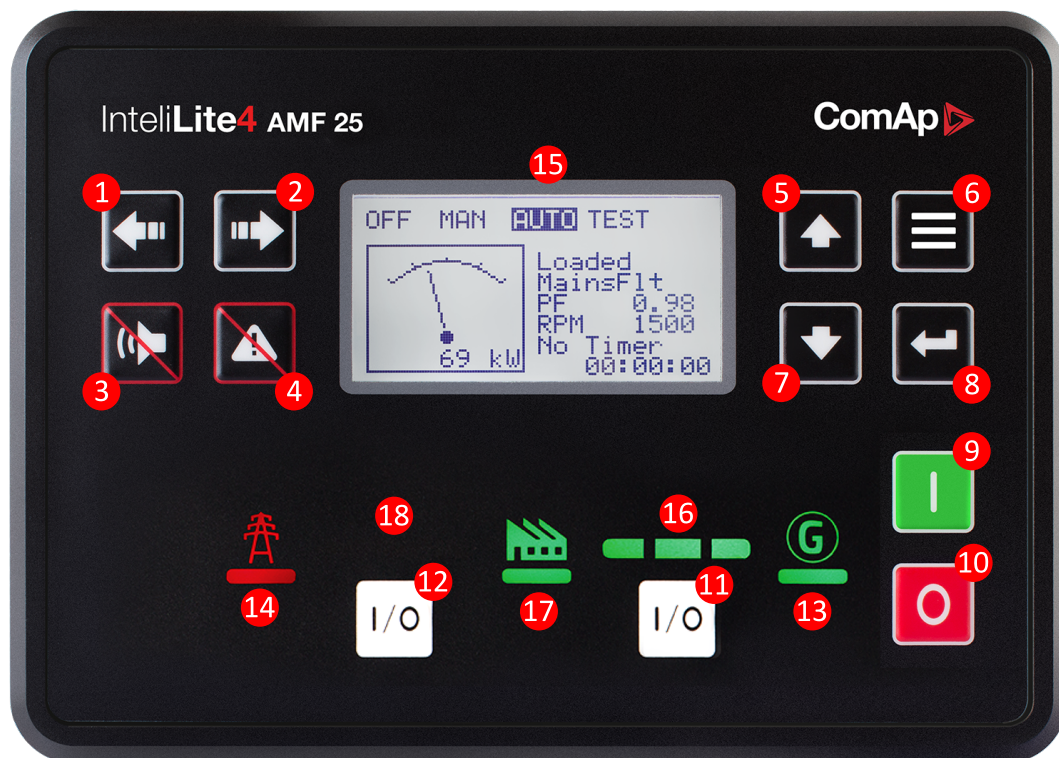 InteliLite4 AMF 25
ComAp
15
1
2
5
6
OFF MAN AUTO TEST
Loaded
MainsFlt
PF 0.98
RPM 1500
No Timer
69 kW
00:00:00
3
4
7
8
9
18
16
G
I
14
12
17
11
13
10
I/O
I/O
O